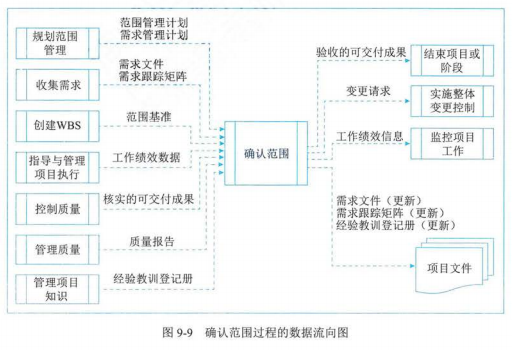 规划范围
管理
范围管理计划
需求管理计划
收集需求
需求文件
需求跟踪矩阵
创建WBS
范围基准
指导与管理
项目执行
工作绩效数据
控制质量
核实的可交付成果
管理质量
质量报告
管理项目
知识
经验教训登记册
确认范围
验收的可交付成果
结束项目或
阶段
变更请求
实施整体
变更控制
工作绩效信息
监控项目
工作
需求文件（更新）
需求跟踪矩阵（更新）
经验教训登记册（更新）
项目文件
图 9-9 确认范围过程的数据流向图